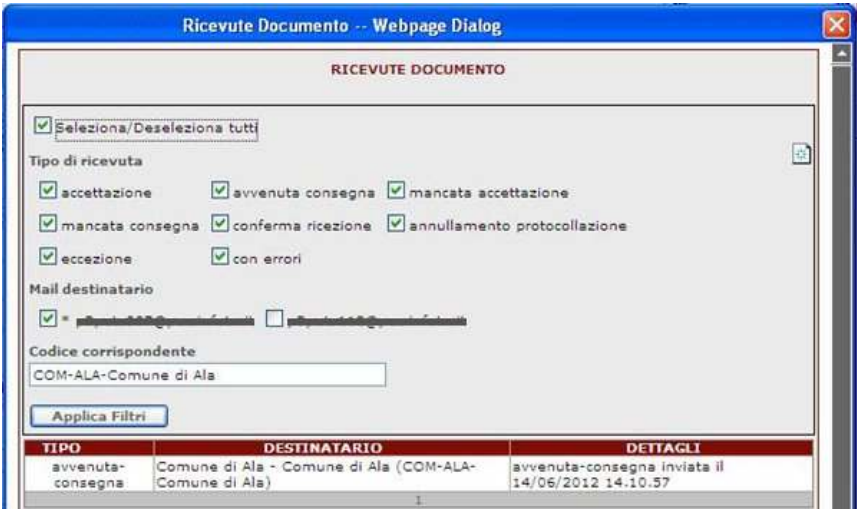 Ricevute Documento -- Webpage Dialog
RICEVUTE DOCUMENTO
Seleziona/Deseleziona tutti
Tipo di ricevuta
accettazione avvenuta consegna mancata accettazione
mancata consegna conferma ricezione annullamento protocollazione
eccezione con errori
Mail destinatario
*
Codice corrispondente
COM-ALA-Comune di Ala
Applica Filtri
TIPO DESTINATARIO DETTAGLI
avvenuta- Comune di Ala - Comune di Ala (COM-ALA- avvenuta-consegna inviata il
consegna Comune di Ala) 14/06/2012 14.10.57
1